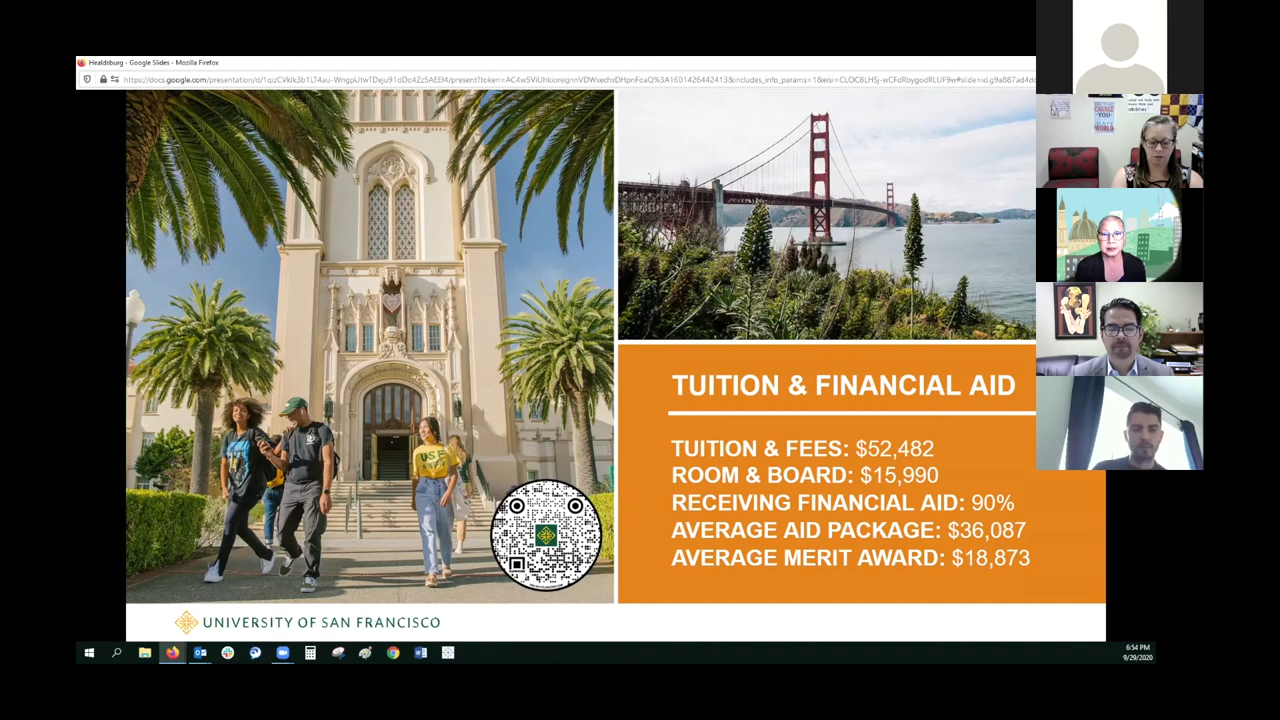 Healdsburg - Google Slides - Mozilla Firefox
TUITION & FINANCIAL AID
TUITION & FEES: $52,482
ROOM & BOARD: $15,990
RECEIVING FINANCIAL AID: 90%
AVERAGE AID PACKAGE: $36,087
AVERAGE MERIT AWARD: $18,873
UNIVERSITY OF SAN FRANCISCO
6:54 PM
9/29/2020